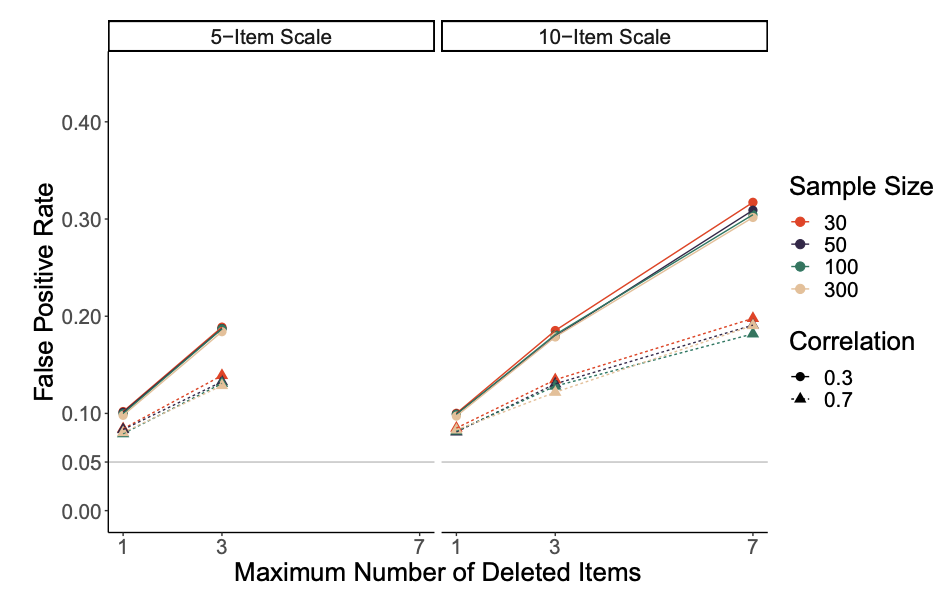 5−Item Scale
10−Item Scale
False Positive Rate
0.40
0.30
0.20
0.10
0.05
0.00
1 3 7
1 3 7
Maximum Number of Deleted Items
Sample Size
30
50
100
300
Correlation
0.3
0.7